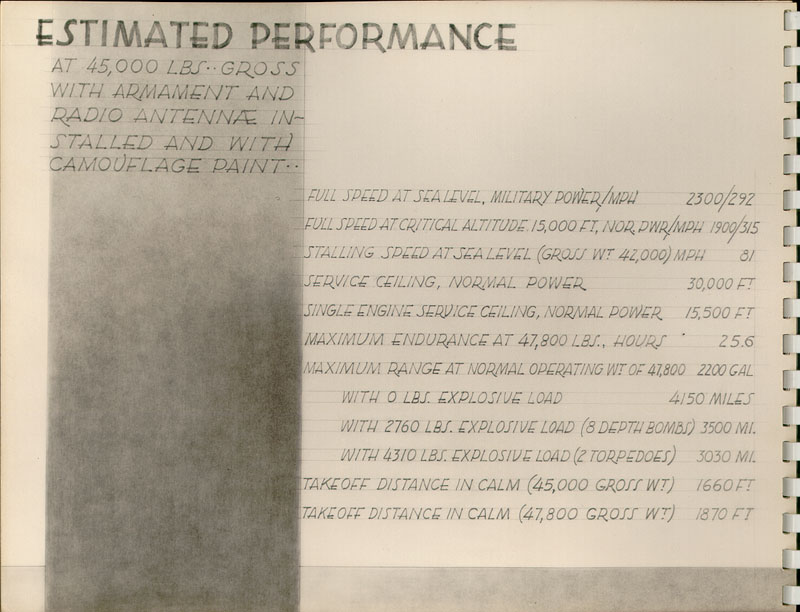 ESTIMATED PERFORMANCE
AT 45,000 LBS·· GROSS
WITH ARMAMENT AND
RADIO ANTENNÆ IN-
STALLED AND WITH
CAMOUFLAGE PAINT··
FULL SPEED AT SEA LEVEL, MILITARY POWER/MPH 2300/292
FULL SPEED AT CRITICAL ALTITUDE. 15,000 FT, NOR. PWR/MPH 1900/315
STALLING SPEED AT SEA LEVEL (GROSS WT 42,000) MPH 81
SERVICE CEILING, NORMAL POWER 30,000 FT
SINGLE ENGINE SERVICE CEILING, NORMAL POWER 15,500 FT
MAXIMUM ENDURANCE AT 47,800 LBS., HOURS 25.6
MAXIMUM RANGE AT NORMAL OPERATING WT OF 47,800 2200 GAL
WITH 0 LBS. EXPLOSIVE LOAD 4150 MILES
WITH 2760 LBS. EXPLOSIVE LOAD (8 DEPTH BOMBS) 3500 MI.
WITH 4310 LBS. EXPLOSIVE LOAD (2 TORPEDOES) 3030 MI.
TAKEOFF DISTANCE IN CALM (45,000 GROSS WT) 1660 FT
TAKEOFF DISTANCE IN CALM (47,800 GROSS WT) 1870 FT